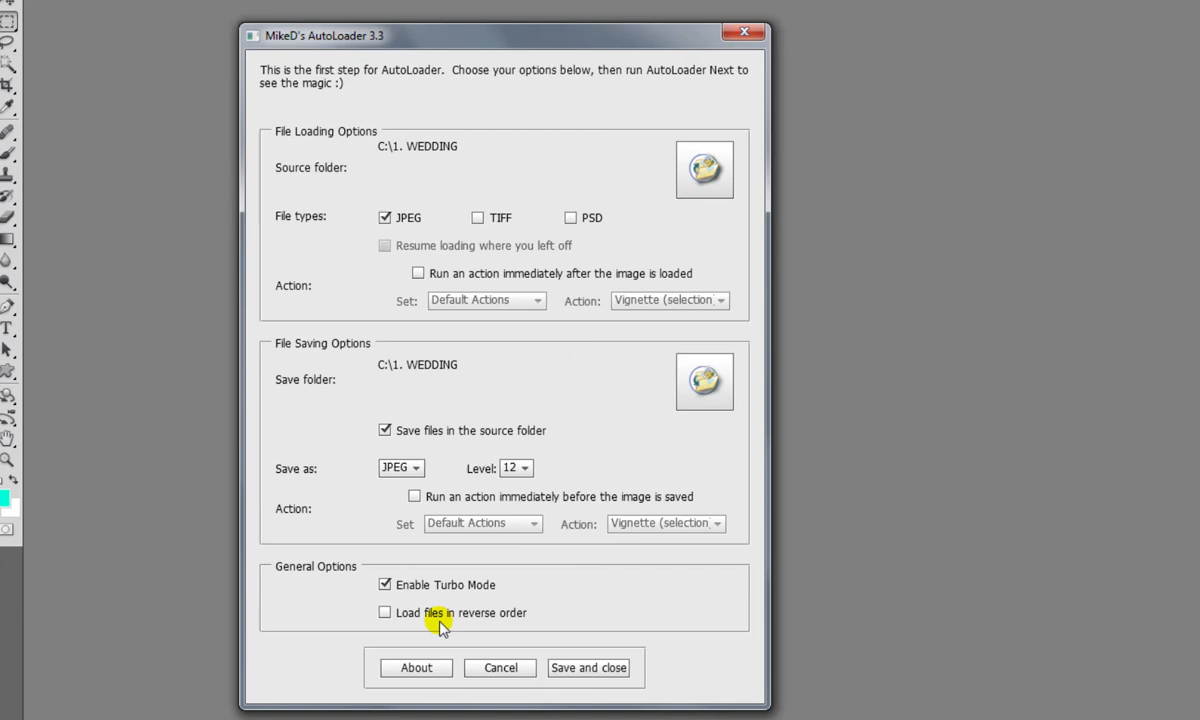 MikeD's AutoLoader 3.3
This is the first step for AutoLoader. Choose your options below, then run AutoLoader Next to
see the magic :)
File Loading Options
C:\1. WEDDING
Source folder:
File types: JPEG TIFF PSD
Resume loading where you left off
Run an action immediately after the image is loaded
Action:
Set: Default Actions Action: Vignette (selection)
File Saving Options
C:\1. WEDDING
Save folder:
Save files in the source folder
Save as: JPEG Level: 12
Run an action immediately before the image is saved
Action:
Set Default Actions Action: Vignette (selection)
General Options
Enable Turbo Mode
Load files in reverse order
About Cancel Save and close